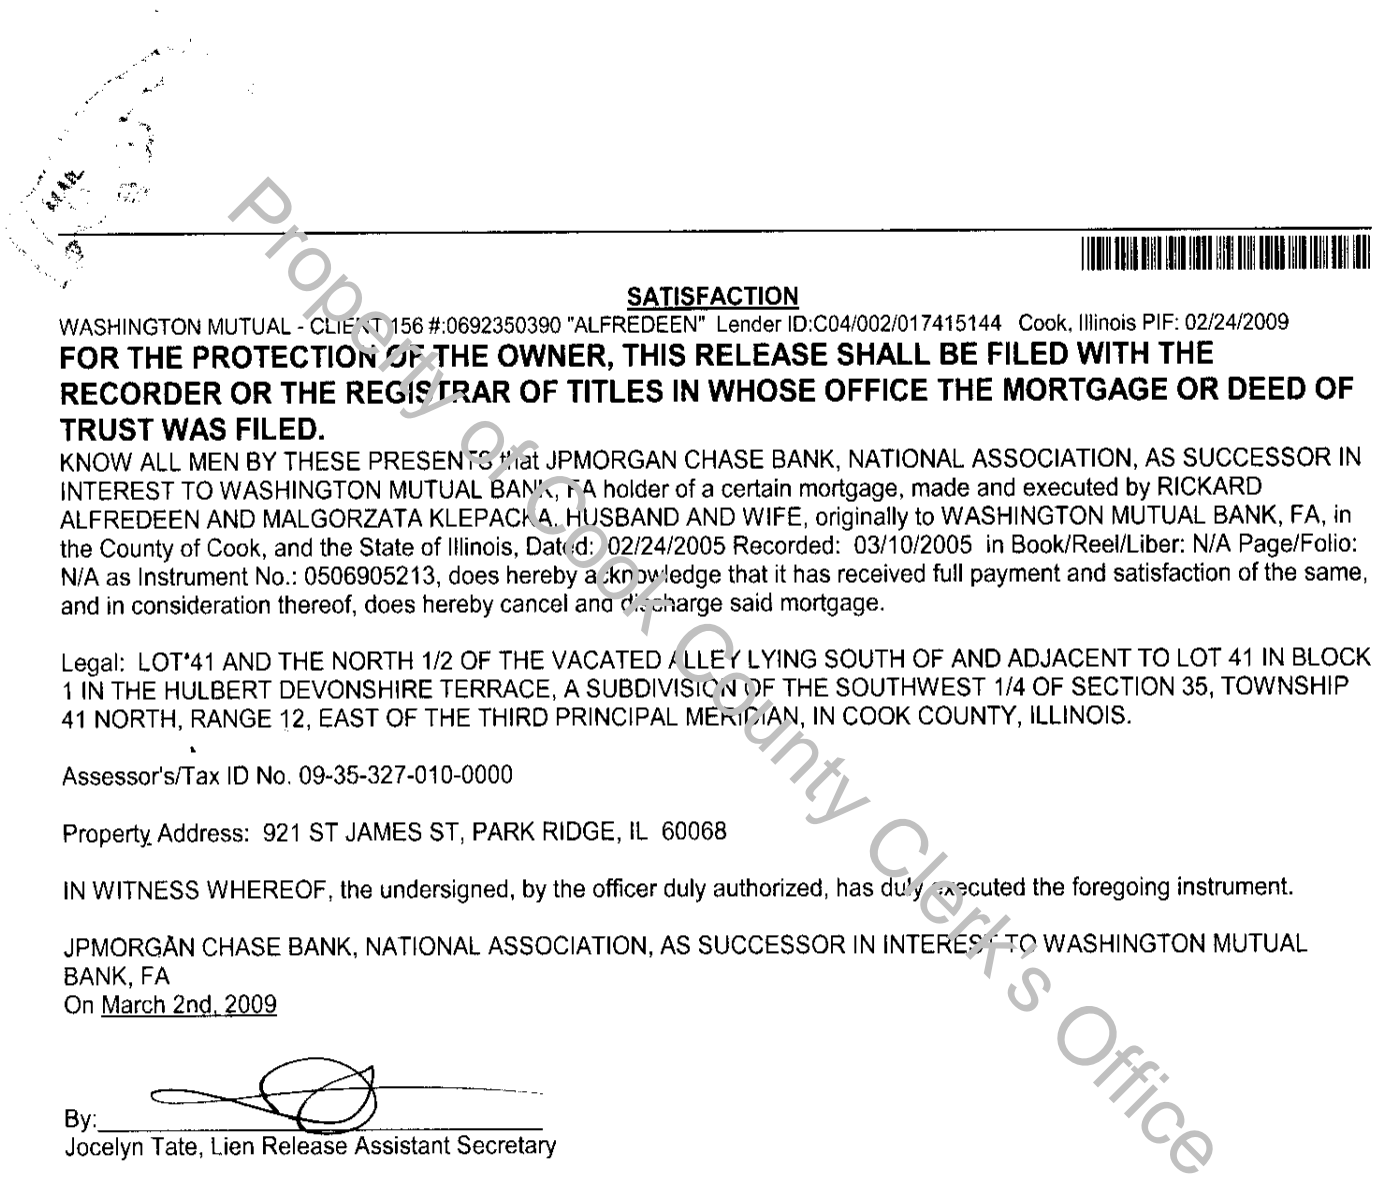 MAIL
SATISFACTION
WASHINGTON MUTUAL - CLIENT 156 #:0692350390 "ALFREDEEN" Lender ID:C04/002/017415144 Cook, Illinois PIF: 02/24/2009
FOR THE PROTECTION OF THE OWNER, THIS RELEASE SHALL BE FILED WITH THE
RECORDER OR THE REGISTRAR OF TITLES IN WHOSE OFFICE THE MORTGAGE OR DEED OF
TRUST WAS FILED.
KNOW ALL MEN BY THESE PRESENTS that JPMORGAN CHASE BANK, NATIONAL ASSOCIATION, AS SUCCESSOR IN
INTEREST TO WASHINGTON MUTUAL BANK, FA holder of a certain mortgage, made and executed by RICKARD
ALFREDEEN AND MALGORZATA KLEPACKA, HUSBAND AND WIFE, originally to WASHINGTON MUTUAL BANK, FA, in
the County of Cook, and the State of Illinois, Dated: 02/24/2005 Recorded: 03/10/2005 in Book/Reel/Liber: N/A Page/Folio:
N/A as Instrument No.: 0506905213, does hereby acknowledge that it has received full payment and satisfaction of the same,
and in consideration thereof, does hereby cancel and discharge said mortgage.
Legal: LOT 41 AND THE NORTH 1/2 OF THE VACATED ALLEY LYING SOUTH OF AND ADJACENT TO LOT 41 IN BLOCK
1 IN THE HULBERT DEVONSHIRE TERRACE, A SUBDIVISION OF THE SOUTHWEST 1/4 OF SECTION 35, TOWNSHIP
41 NORTH, RANGE 12, EAST OF THE THIRD PRINCIPAL MERIDIAN, IN COOK COUNTY, ILLINOIS.
Assessor's/Tax ID No. 09-35-327-010-0000
Property Address: 921 ST JAMES ST, PARK RIDGE, IL 60068
IN WITNESS WHEREOF, the undersigned, by the officer duly authorized, has duly executed the foregoing instrument.
JPMORGAN CHASE BANK, NATIONAL ASSOCIATION, AS SUCCESSOR IN INTEREST TO WASHINGTON MUTUAL
BANK, FA
On March 2nd, 2009
By:
Jocelyn Tate, Lien Release Assistant Secretary
Property of Cook County Clerk's Office